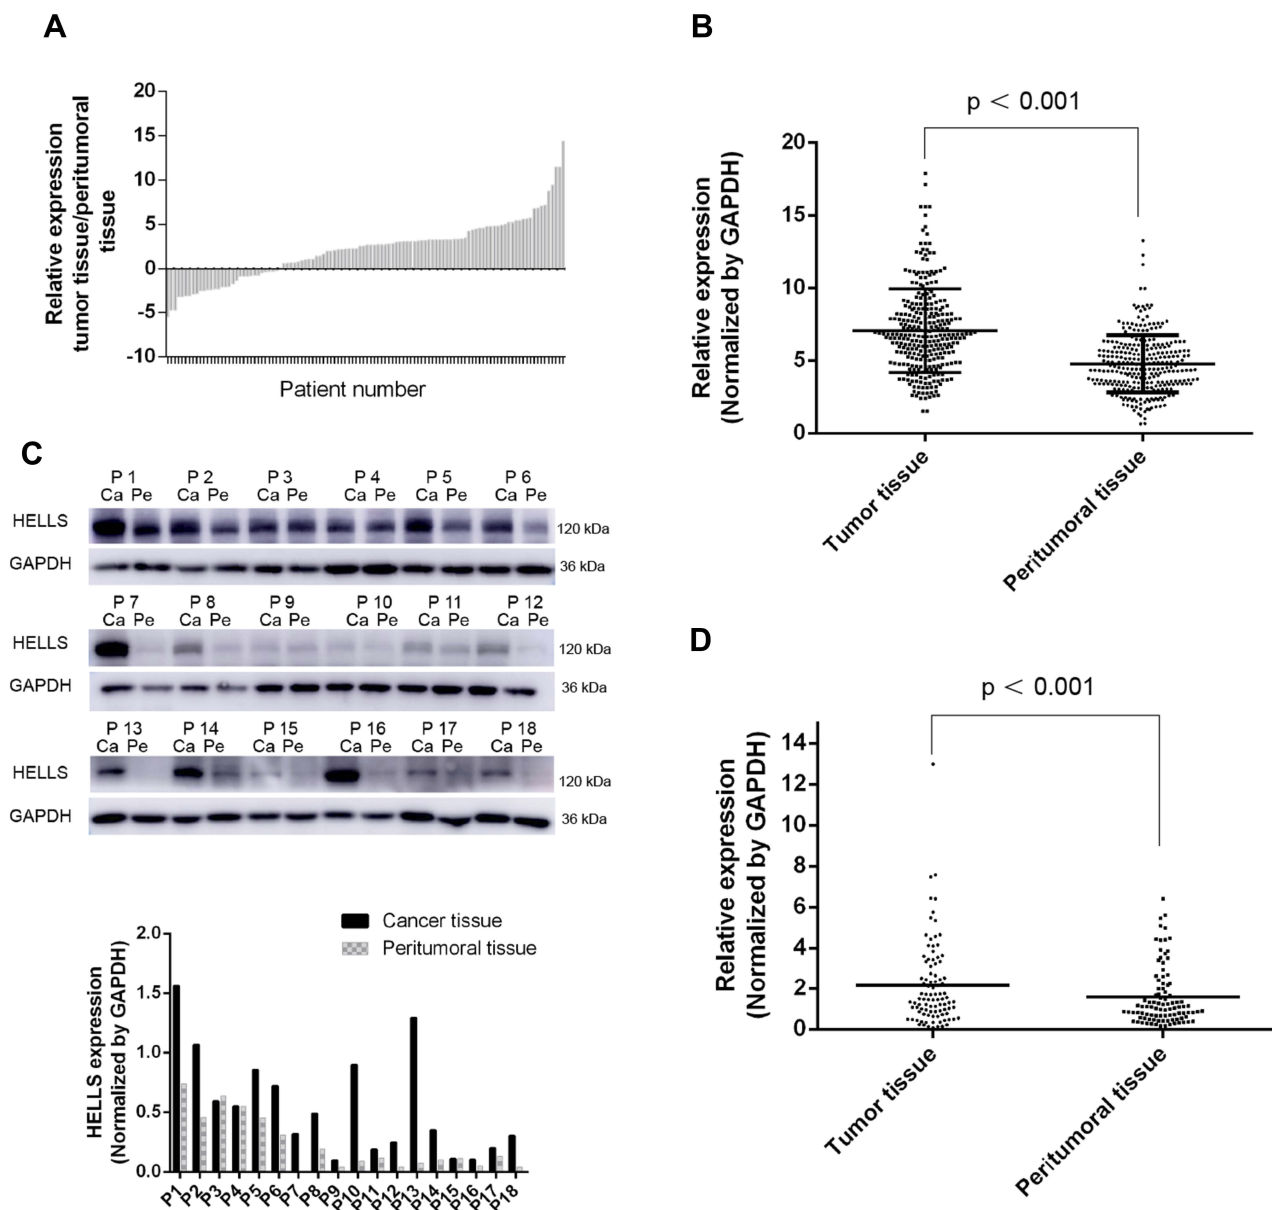 A
Relative expression
tumor tissue/peritumoral
tissue
20
15
10
5
0
-5
-10
Patient number
B
p < 0.001
Relative expression
(Normalized by GAPDH)
20
15
10
5
0
Tumor tissue
Peritumoral tissue
C
P 1 P 2 P 3 P 4 P 5 P 6
Ca Pe Ca Pe Ca Pe Ca Pe Ca Pe Ca Pe
HELLS 120 kDa
GAPDH 36 kDa
P 7 P 8 P 9 P 10 P 11 P 12
Ca Pe Ca Pe Ca Pe Ca Pe Ca Pe Ca Pe
HELLS 120 kDa
GAPDH 36 kDa
P 13 P 14 P 15 P 16 P 17 P 18
Ca Pe Ca Pe Ca Pe Ca Pe Ca Pe Ca Pe
HELLS 120 kDa
GAPDH 36 kDa
Cancer tissue
Peritumoral tissue
HELLS expression
(Normalized by GAPDH)
2.0
1.5
1.0
0.5
0.0
P1 P2 P3 P4 P5 P6 P7 P8 P9 P10 P11 P12 P13 P14 P15 P16 P17 P18
D
p < 0.001
Relative expression
(Normalized by GAPDH)
14
12
10
8
6
4
2
0
Tumor tissue
Peritumoral tissue